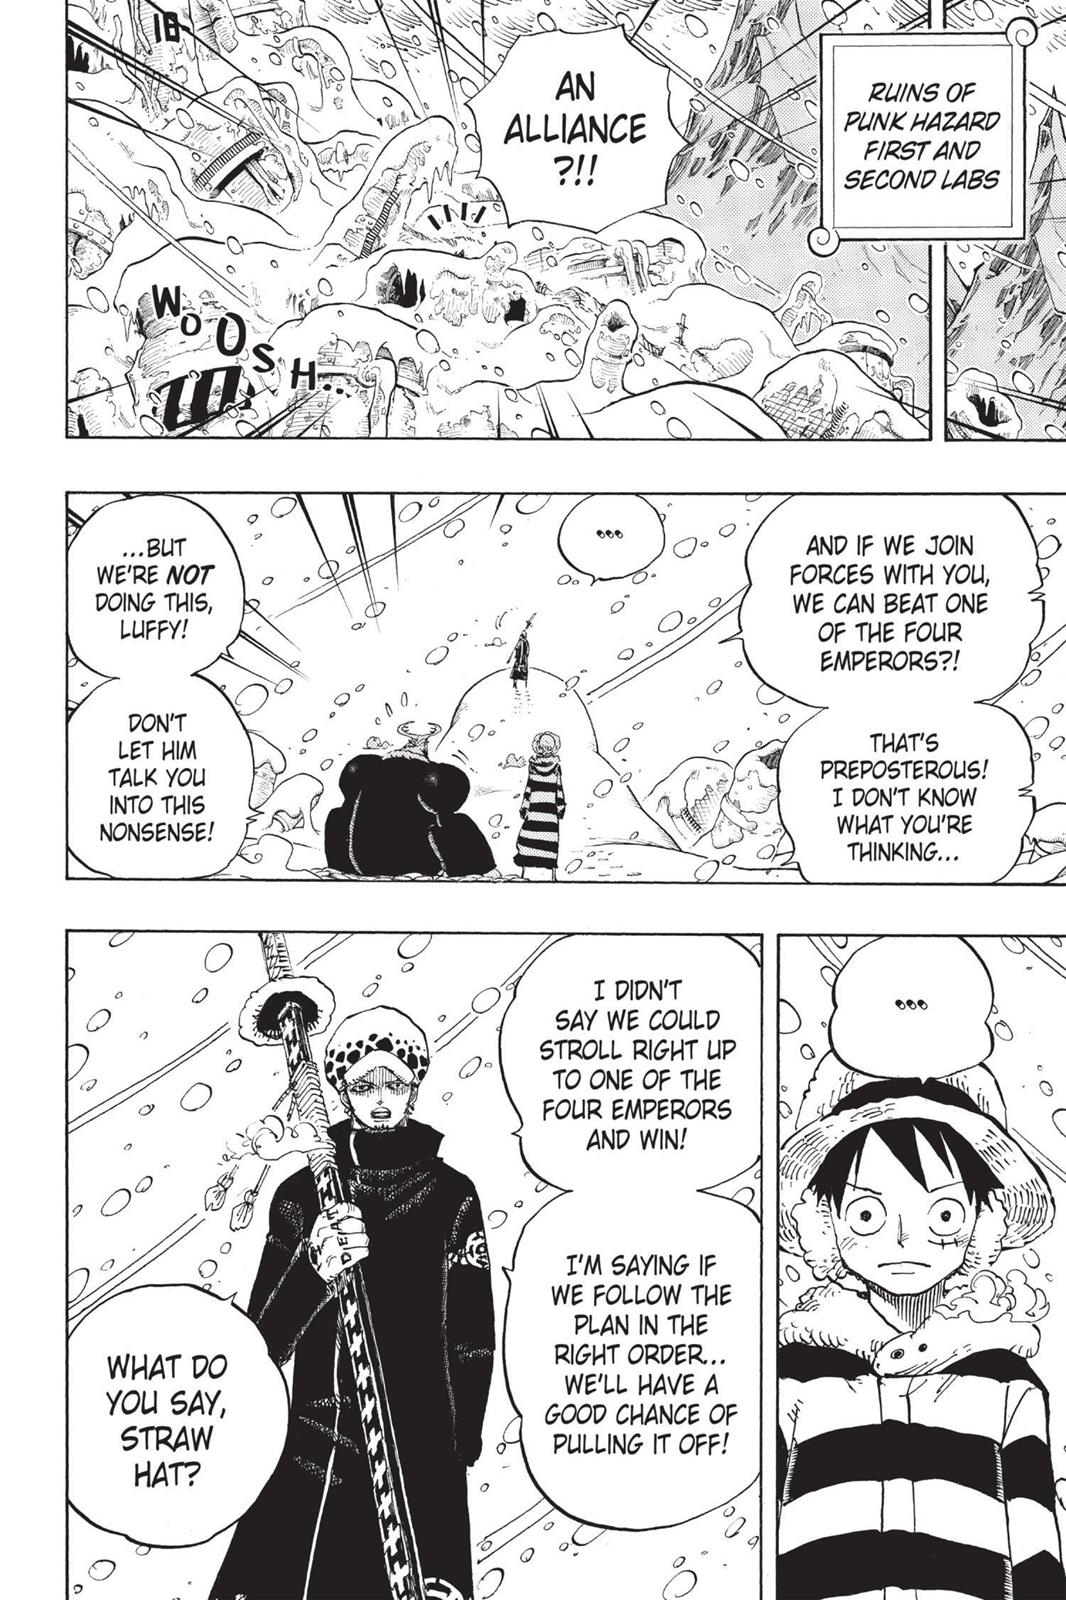 RUINS OF
PUNK HAZARD
FIRST AND
SECOND LABS
AN
ALLIANCE
?!!
18
WOOSH...
AND IF WE JOIN
FORCES WITH YOU,
WE CAN BEAT ONE
OF THE FOUR
EMPERORS?!
THAT'S
PREPOSTEROUS!
I DON'T KNOW
WHAT YOU'RE
THINKING...
...
...BUT
WE'RE NOT
DOING THIS,
LUFFY!
DON'T
LET HIM
TALK YOU
INTO THIS
NONSENSE!
...
I DIDN'T
SAY WE COULD
STROLL RIGHT UP
TO ONE OF THE
FOUR EMPERORS
AND WIN!
I'M SAYING IF
WE FOLLOW THE
PLAN IN THE
RIGHT ORDER...
WE'LL HAVE A
GOOD CHANCE OF
PULLING IT OFF!
DEATH
WHAT DO
YOU SAY,
STRAW
HAT?